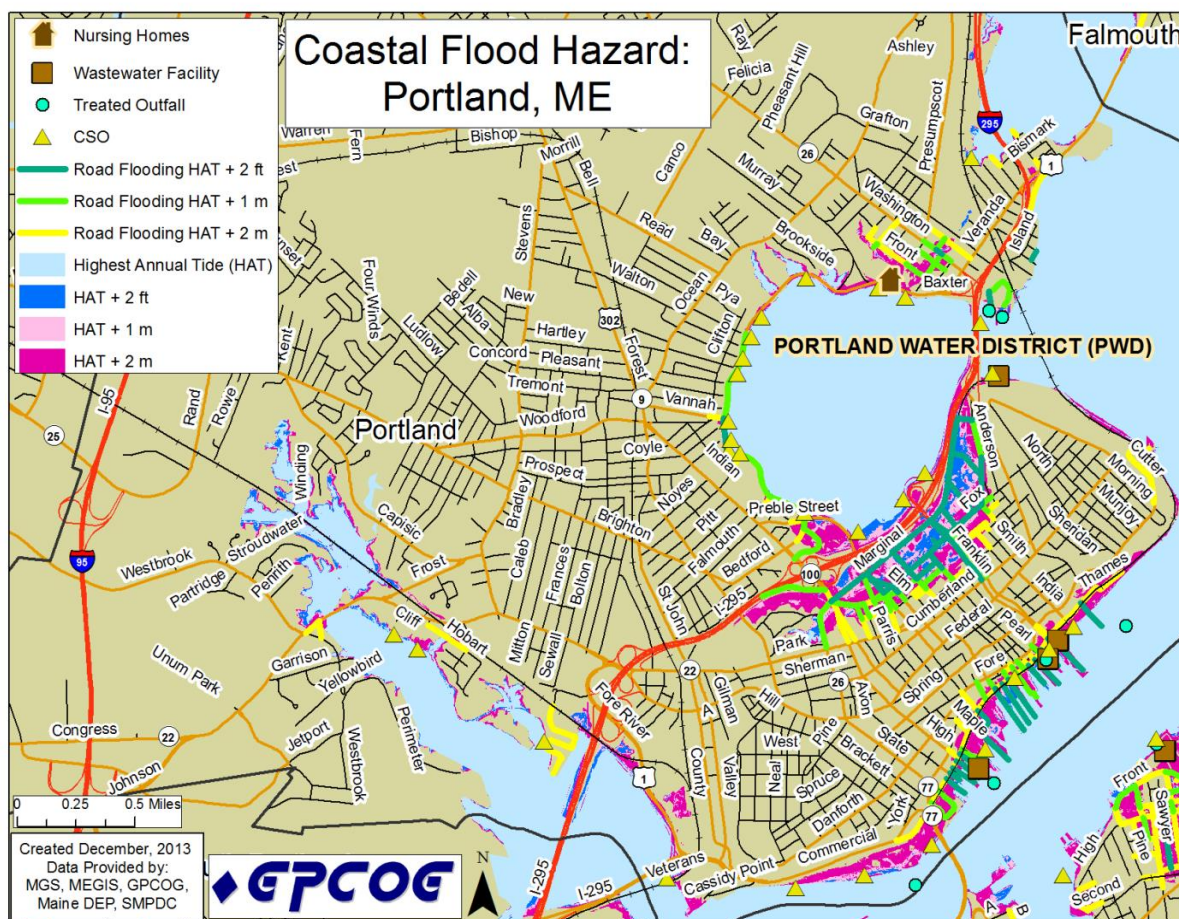 Coastal Flood Hazard:
Portland, ME
Nursing Homes
Wastewater Facility
Treated Outfall
CSO
Road Flooding HAT + 2 ft
Road Flooding HAT + 1 m
Road Flooding HAT + 2 m
Highest Annual Tide (HAT)
HAT + 2 ft
HAT + 1 m
HAT + 2 m
Falmouth
Ray
Felicia
Pheasant Hill
Ashley
Grafton
Presumpscot
295
Bismark
1
Warren
Fern
Bishop
Morrill
Bell
Canco
26
Murray
Washington
Veranda
Island
Front
Brookside
Baxter
Stevens
Read
Bay
Walton
Ocean
Pya
Clifton
Four Winds
Bedell
Alba
Ludlow
New
Hartley
302
Forest
Concord
Pleasant
Tremont
Woodford
9
Vannah
PORTLAND WATER DISTRICT (PWD)
Kent
I-95
Rand
Rowe
25
Portland
Coyle
Indian
Anderson
North
Cutter
Morning
Munjoy
Sheridan
Winding
Prospect
Bradley
Noyes
Pitt
Falmouth
Bedford
Preble Street
Fox
Smith
Franklin
Marginal
Elm
Cumberland
India
Thames
Capisic
Brighton
Stroudwater
Westbrook
95
Partridge
Penrith
Frost
Caleb
Frances
Bolton
St John
I-295
100
Parris
Federal
Pearl
Cliff
Hobart
Mitton
Sewall
Park
Sherman
22
26
Avon
Spring
Fore
Unum Park
Garrison
Yellowbird
Perimeter
Fore River
A
Gilman
Hill
Pine
State
High
Maple
Congress
22
Johnson
Jetport
Westbrook
1
County
Valley
West
Neal
Spruce
Brackett
Danforth
York
77
77
Commercial
Cassidy Point
Veterans
I-295
I-295
Front
Sawyer
Pine
High
Second
A
B
0 0.25 0.5 Miles
Created December, 2013
Data Provided by:
MGS, MEGIS, GPCOG,
Maine DEP, SMPDC
GPCOG
N